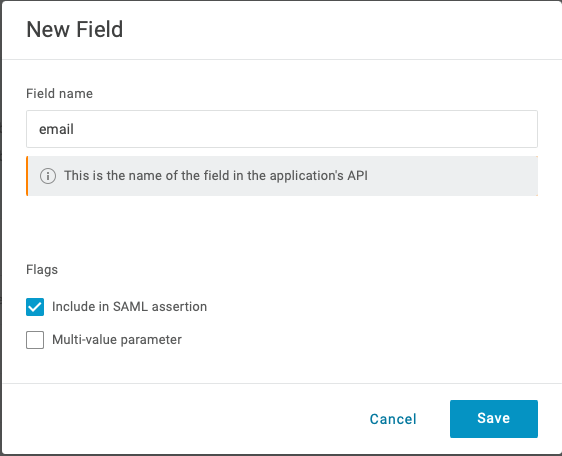 New Field
Field name
email
This is the name of the field in the application's API
Flags
Include in SAML assertion
Multi-value parameter
Cancel
Save